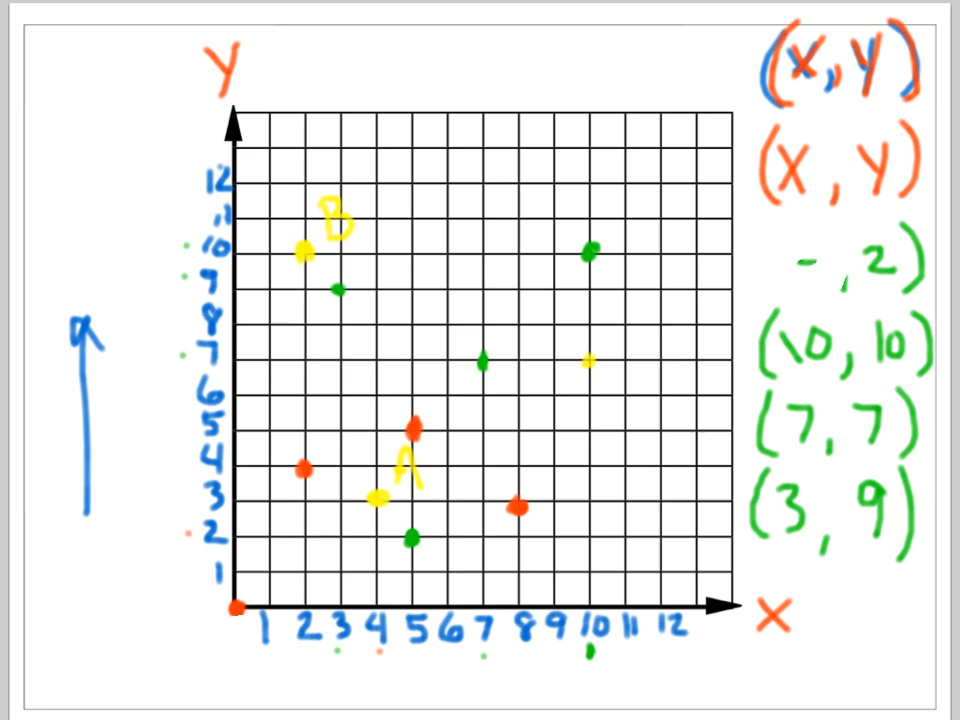 Y
(X, Y)
(X, Y)
12
11
B
10
9
8
7
6
5
4
A
3
2
1
-, 2)
(10, 10)
(7, 7)
(3, 9)
1 2 3 4 5 6 7 8 9 10 11 12
X